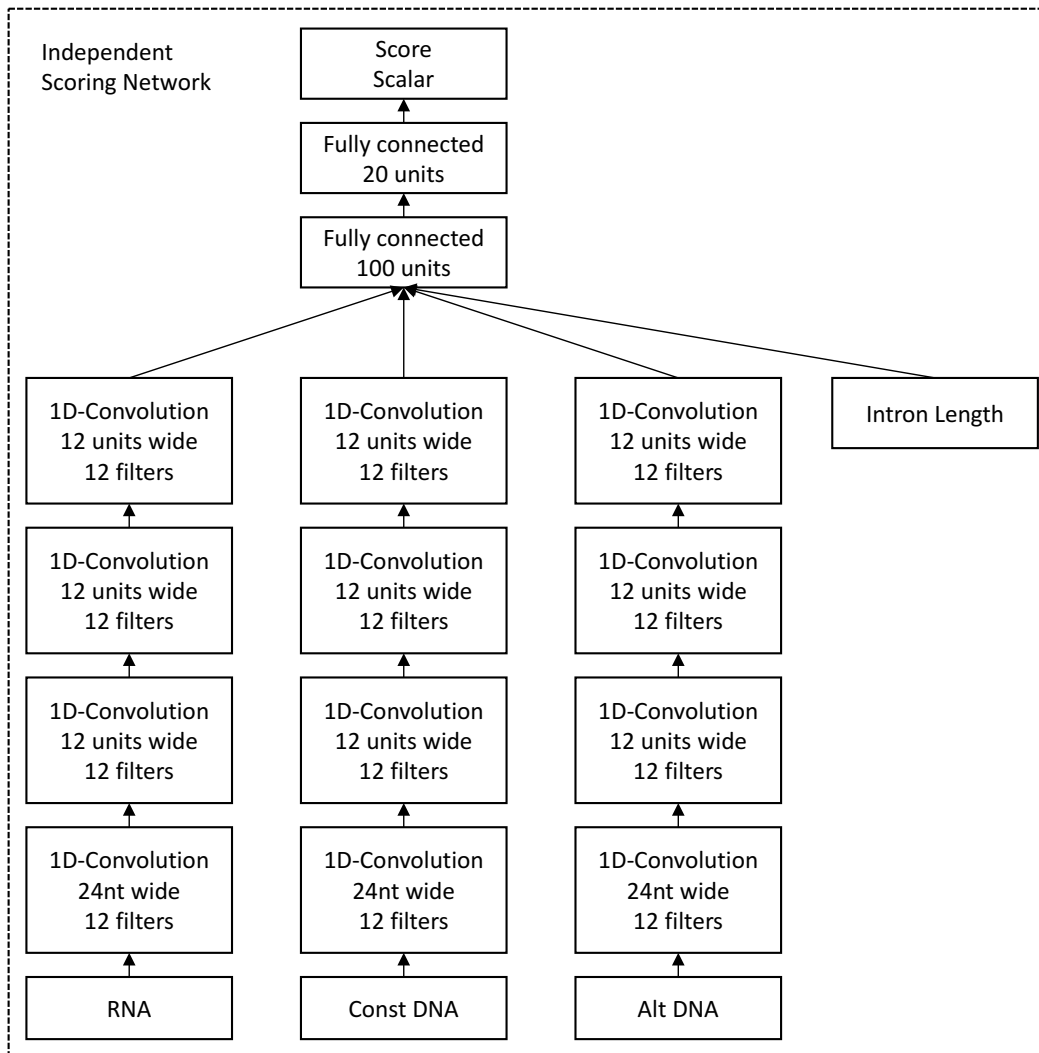 Independent
Scoring Network
Score
Scalar
Fully connected
20 units
Fully connected
100 units
1D-Convolution
12 units wide
12 filters
1D-Convolution
12 units wide
12 filters
1D-Convolution
12 units wide
12 filters
Intron Length
1D-Convolution
12 units wide
12 filters
1D-Convolution
12 units wide
12 filters
1D-Convolution
12 units wide
12 filters
1D-Convolution
12 units wide
12 filters
1D-Convolution
12 units wide
12 filters
1D-Convolution
12 units wide
12 filters
1D-Convolution
24nt wide
12 filters
1D-Convolution
24nt wide
12 filters
1D-Convolution
24nt wide
12 filters
RNA
Const DNA
Alt DNA